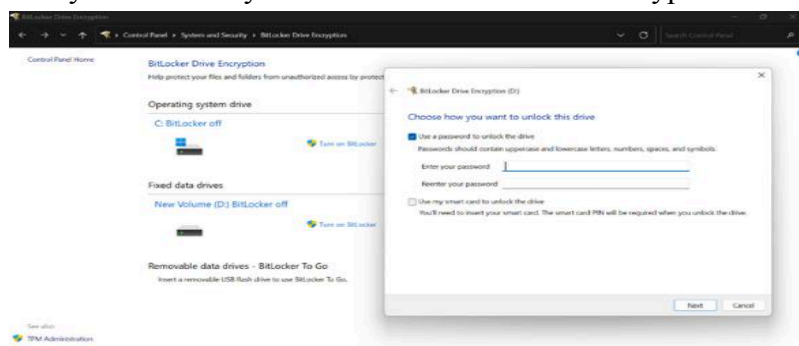 BitLocker Drive Encryption
Control Panel › System and Security › BitLocker Drive Encryption
Search Control Panel
Control Panel Home
BitLocker Drive Encryption
Help protect your files and folders from unauthorized access by protect
Operating system drive
C: BitLocker off
Turn on BitLocker
Fixed data drives
New Volume (D:) BitLocker off
Turn on BitLocker
Removable data drives - BitLocker To Go
Insert a removable USB flash drive to use BitLocker To Go.
See also
TPM Administration
BitLocker Drive Encryption (D:)
Choose how you want to unlock this drive
Use a password to unlock the drive
Passwords should contain uppercase and lowercase letters, numbers, spaces, and symbols.
Enter your password
Reenter your password
Use my smart card to unlock the drive
You'll need to insert your smart card. The smart card PIN will be required when you unlock the drive.
Next
Cancel